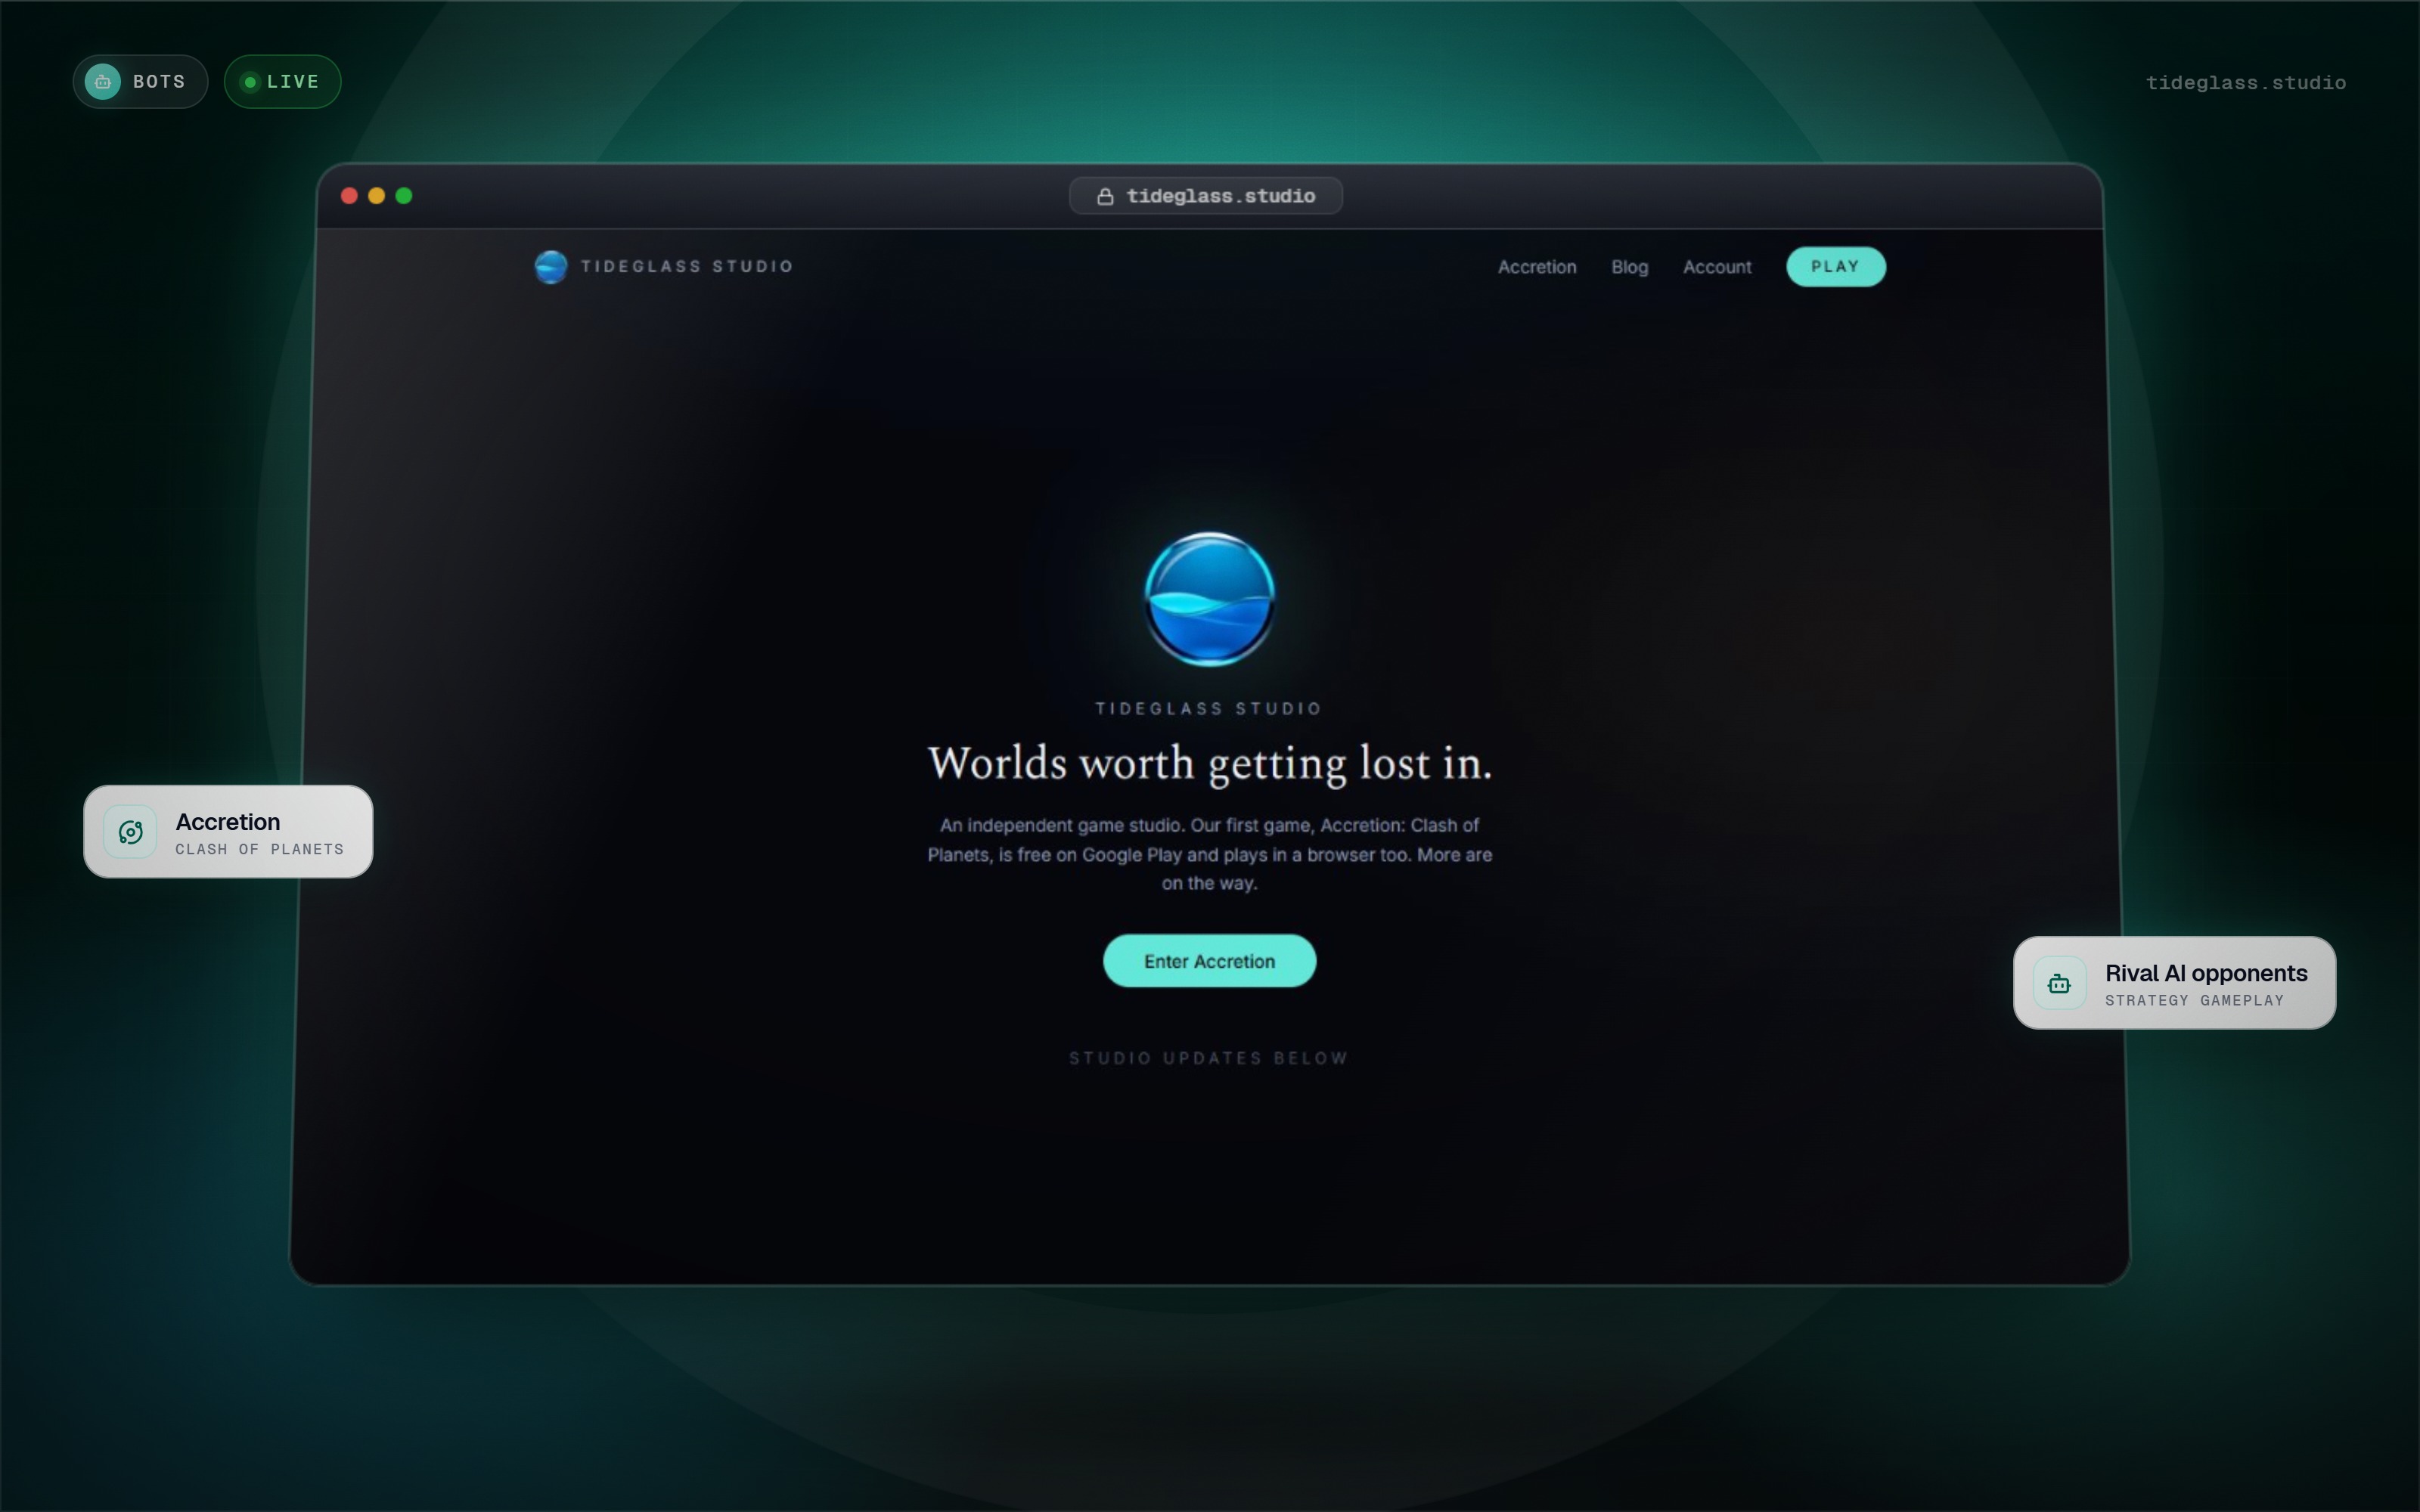 BOTS
LIVE
tideglass.studio
tideglass.studio
TIDEGLASS STUDIO
Accretion
Blog
Account
PLAY
TIDEGLASS STUDIO
Worlds worth getting lost in.
An independent game studio. Our first game, Accretion: Clash of
Planets, is free on Google Play and plays in a browser too. More are
on the way.
Accretion
CLASH OF PLANETS
Enter Accretion
Rival AI opponents
STRATEGY GAMEPLAY
STUDIO UPDATES BELOW